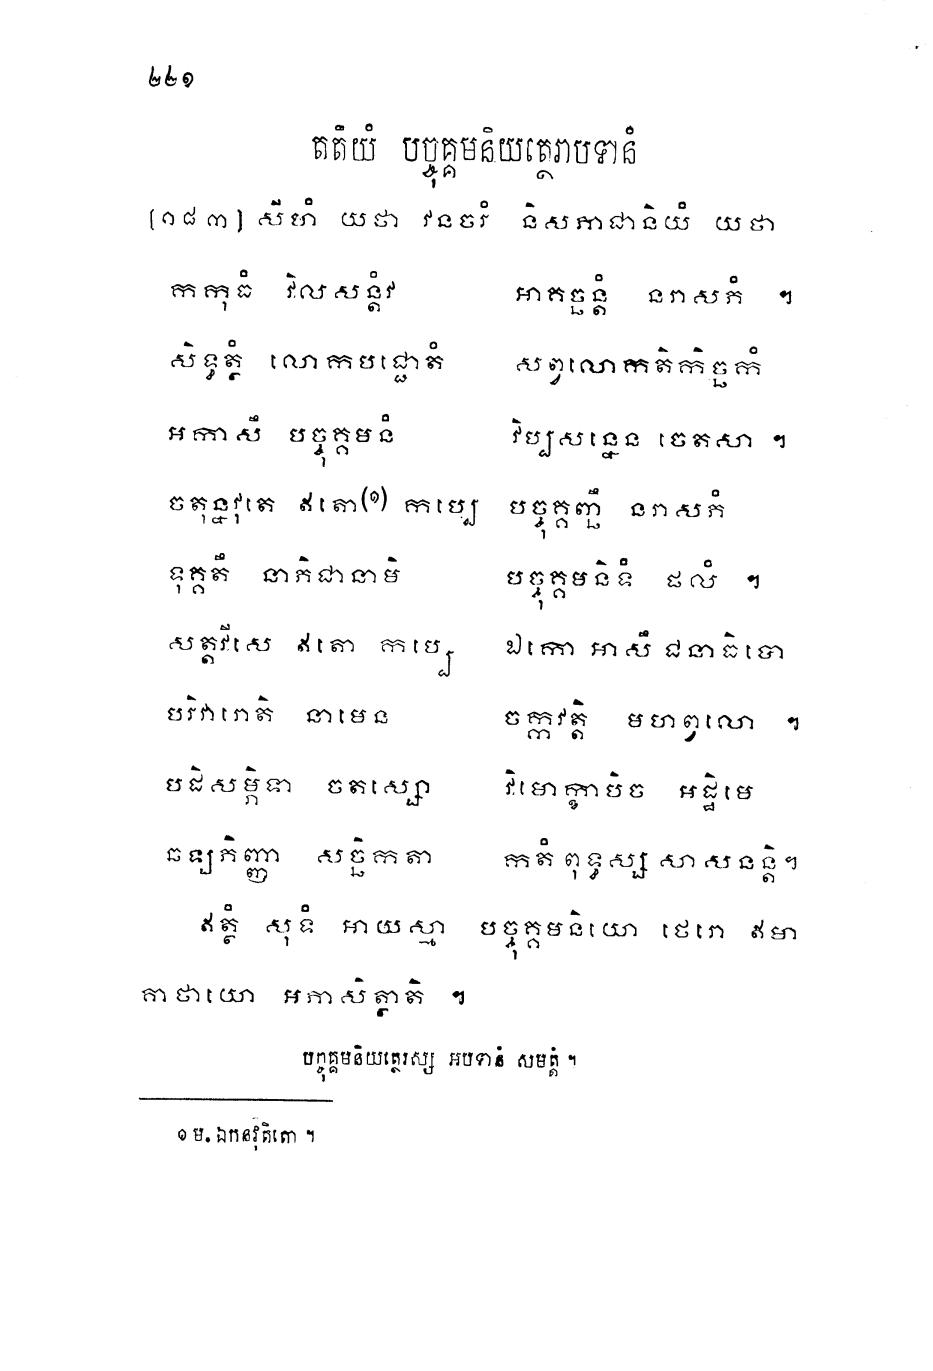 ២២១
តតិយំ បច្ចុគ្គមនិយត្ថេរាបទានំ
[១៨៣] សីហំ យថា វនចរំ និសភាជានិយំ យថា
កកុធំ វិលសន្តំវ អាគច្ឆន្តំ នរាសភំ ។
សិទ្ធត្ថំ លោកបជ្ជោតំ សព្វលោកតិកិច្ឆកំ
អកាសឹ បច្ចុគ្គមនំ វិប្បសន្នេន ចេតសា ។
ចតុន្នវុតេ ឥតោ(១) កប្បេ បច្ចុគ្គញ្ឆឹ នរាសភំ
ទុគ្គតឹ នាភិជានាមិ បច្ចុគ្គមនិទំ ផលំ ។
សត្តវីសេ ឥតោ កប្បេ ឯកោ អាសឹ ជនាធិបោ
បរិវារោតិ នាមេន ចក្កវត្តិ មហព្វលោ ។
បដិសម្ភិទា ចតស្សោ វិមោក្ខាបិច អដ្ឋិមេ
ឆឡភិញ្ញា សច្ឆិកតា កតំ ពុទ្ធស្ស សាសនន្តិ។
ឥត្ថំ សុទំ អាយស្មា បច្ចុគ្គមនិយោ ថេរោ ឥមា
គាថាយោ អភាសិត្ថាតិ ។
បច្ចុគ្គមនិយត្ថេរស្ស អបទានំ សមត្តំ ។
១ ម. ឯកនវុតិតោ ។